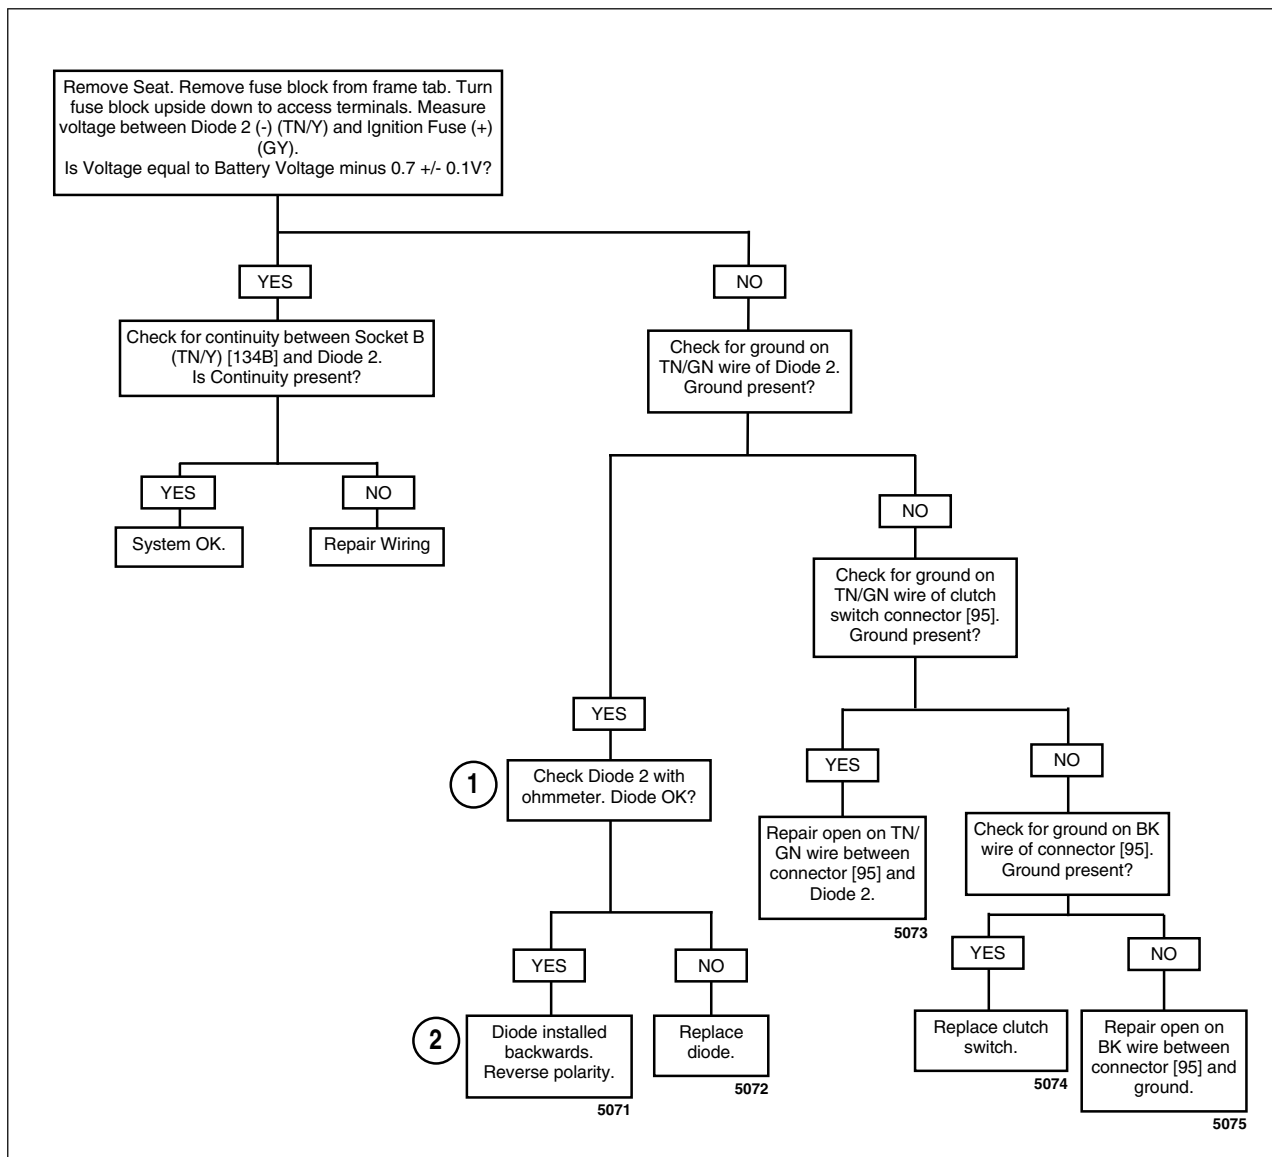 Remove Seat. Remove fuse block from frame tab. Turn
fuse block upside down to access terminals. Measure
voltage between Diode 2 (-) (TN/Y) and Ignition Fuse (+)
(GY).
Is Voltage equal to Battery Voltage minus 0.7 +/- 0.1V?
YES
NO
Check for continuity between Socket B
(TN/Y) [134B] and Diode 2.
Is Continuity present?
Check for ground on
TN/GN wire of Diode 2.
Ground present?
YES
NO
System OK.
Repair Wiring
NO
Check for ground on
TN/GN wire of clutch
switch connector [95].
Ground present?
YES
1
Check Diode 2 with
ohmmeter. Diode OK?
YES
NO
Repair open on TN/
GN wire between
connector [95] and
Diode 2.
5073
Check for ground on BK
wire of connector [95].
Ground present?
YES
NO
YES
NO
2
Diode installed
backwards.
Reverse polarity.
5071
Replace
diode.
5072
Replace clutch
switch.
5074
Repair open on
BK wire between
connector [95] and
ground.
5075